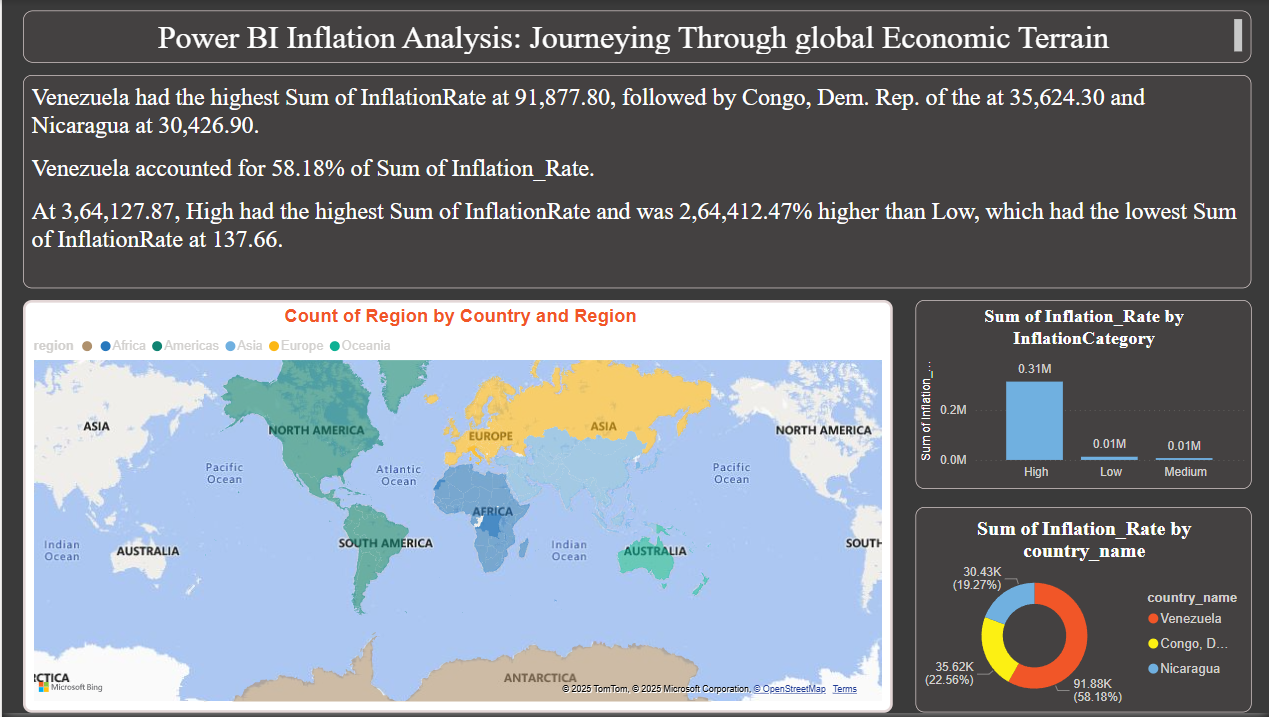 Power BI Inflation Analysis: Journeying Through global Economic Terrain
Venezuela had the highest Sum of InflationRate at 91,877.80, followed by Congo, Dem. Rep. of the at 35,624.30 and
Nicaragua at 30,426.90.
Venezuela accounted for 58.18% of Sum of Inflation_Rate.
At 3,64,127.87, High had the highest Sum of InflationRate and was 2,64,412.47% higher than Low, which had the lowest Sum
of InflationRate at 137.66.
Count of Region by Country and Region
region Africa Americas Asia Europe Oceania
ASIA
NORTH AMERICA
EUROPE
ASIA
NORTH AMERICA
Pacific
Ocean
Atlantic
Ocean
Pacific
Ocean
AFRICA
Indian
Ocean
AUSTRALIA
SOUTH AMERICA
Indian
Ocean
AUSTRALIA
SOUTH
ANTARCTICA
CTICA
Microsoft Bing
© 2025 TomTom, © 2025 Microsoft Corporation, © OpenStreetMap Terms
Sum of Inflation_Rate by
InflationCategory
Sum of Inflation_...
0.2M
0.0M
0.31M
0.01M
0.01M
High
Low
Medium
Sum of Inflation_Rate by
country_name
30.43K
(19.27%)
35.62K
(22.56%)
91.88K
(58.18%)
country_name
Venezuela
Congo, D...
Nicaragua